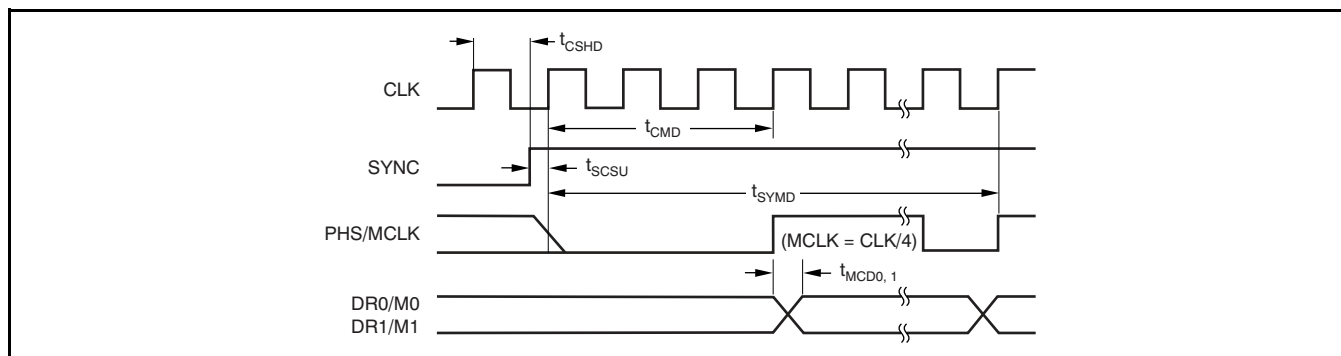 tCSHD
CLK
tCMD
SYNC
tSCSU
tSYMD
PHS/MCLK
(MCLK = CLK/4)
tMCD0, 1
DR0/M0
DR1/M1